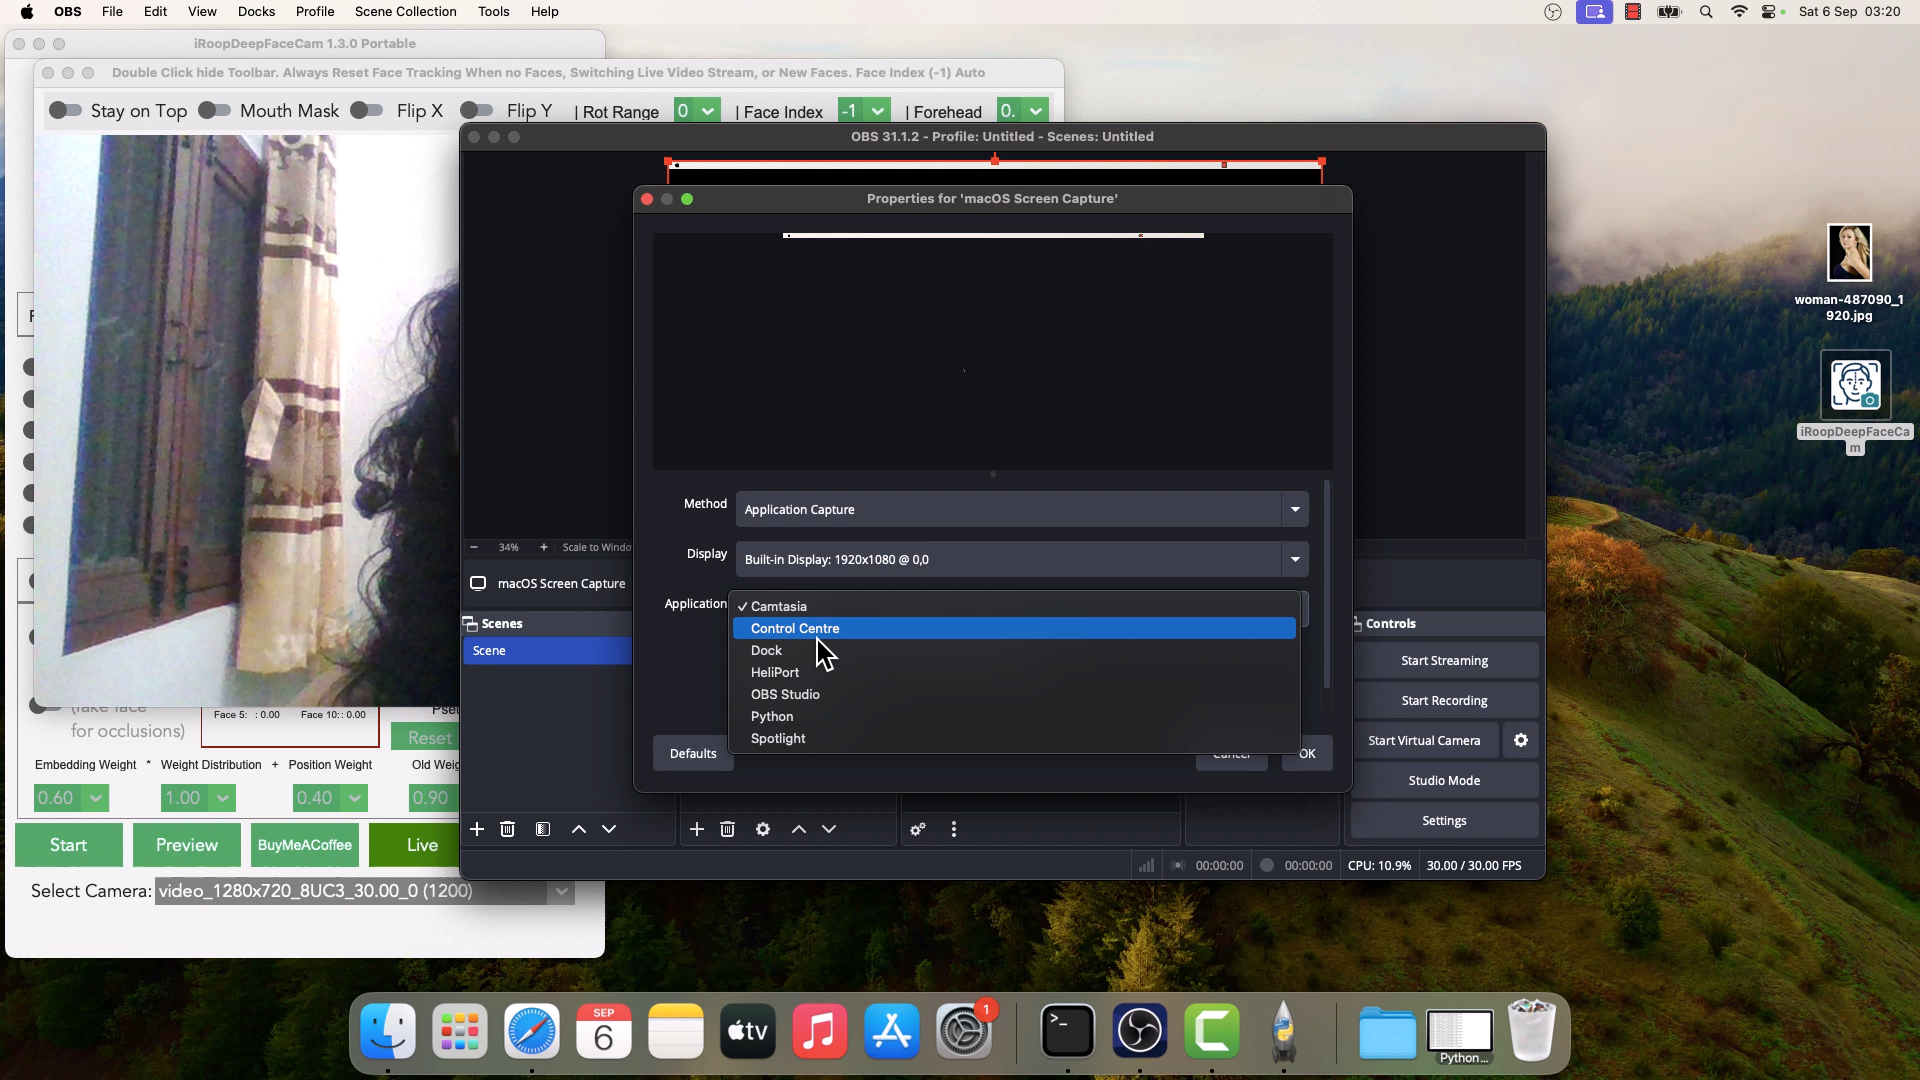 OBS File Edit View Docks Profile Scene Collection Tools Help
Sat 6 Sep 03:20
iRoopDeepFaceCam 1.3.0 Portable
Double Click hide Toolbar. Always Reset Face Tracking When no Faces, Switching Live Video Stream, or New Faces. Face Index (-1) Auto
Stay on Top Mouth Mask Flip X Flip Y | Rot Range 0 | Face Index -1 | Forehead 0.
OBS 31.1.2 - Profile: Untitled - Scenes: Untitled
Properties for 'macOS Screen Capture'
woman-487090_1
920.jpg
iRoopDeepFaceCa
m
Method Application Capture
34% Scale to Windo
Display Built-in Display: 1920x1080 @ 0,0
macOS Screen Capture
Application ✓ Camtasia
Control Centre
Dock
HeliPort
OBS Studio
Python
Spotlight
Defaults Cancel OK
Scenes
Scene
Controls
Start Streaming
Start Recording
Start Virtual Camera
Studio Mode
Settings
for occlusions)
Face 5: : 0.00 Face 10: : 0.00
Reset
Embedding Weight * Weight Distribution + Position Weight Old Weig
0.60 1.00 0.40 0.90
Start Preview BuyMeACoffee Live
Select Camera: video_1280x720_8UC3_30.00_0 (1200)
00:00:00 00:00:00 CPU: 10.9% 30.00 / 30.00 FPS
SEP
6
tv
1
Python...